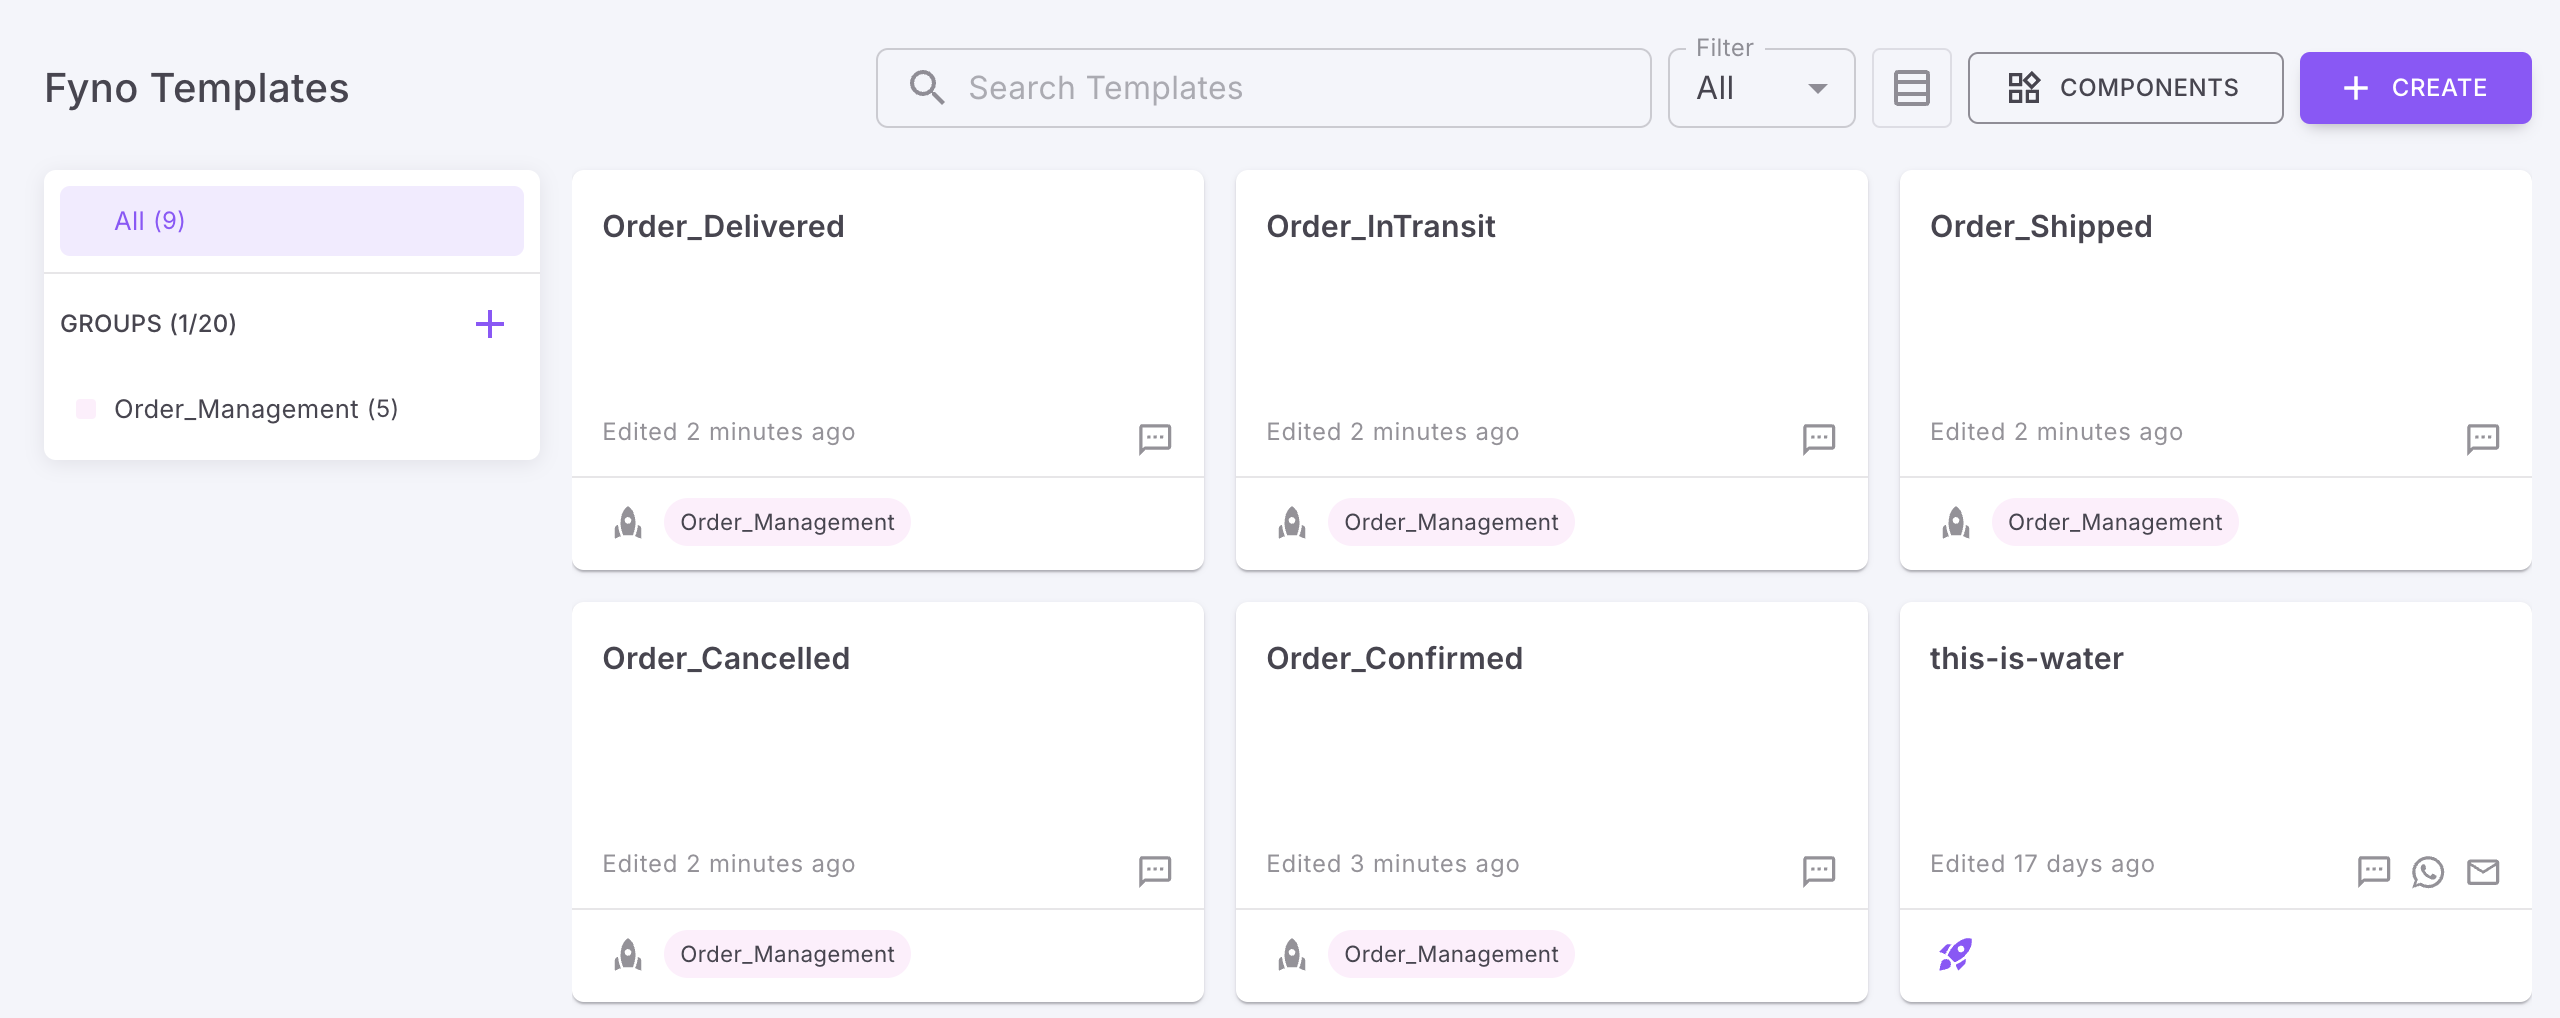 Fyno Templates
Search Templates
Filter
All
COMPONENTS
CREATE
All (9)
GROUPS (1/20)
Order_Management (5)
Order_Delivered
Edited 2 minutes ago
Order_Management
Order_InTransit
Edited 2 minutes ago
Order_Management
Order_Shipped
Edited 2 minutes ago
Order_Management
Order_Cancelled
Edited 2 minutes ago
Order_Management
Order_Confirmed
Edited 3 minutes ago
Order_Management
this-is-water
Edited 17 days ago